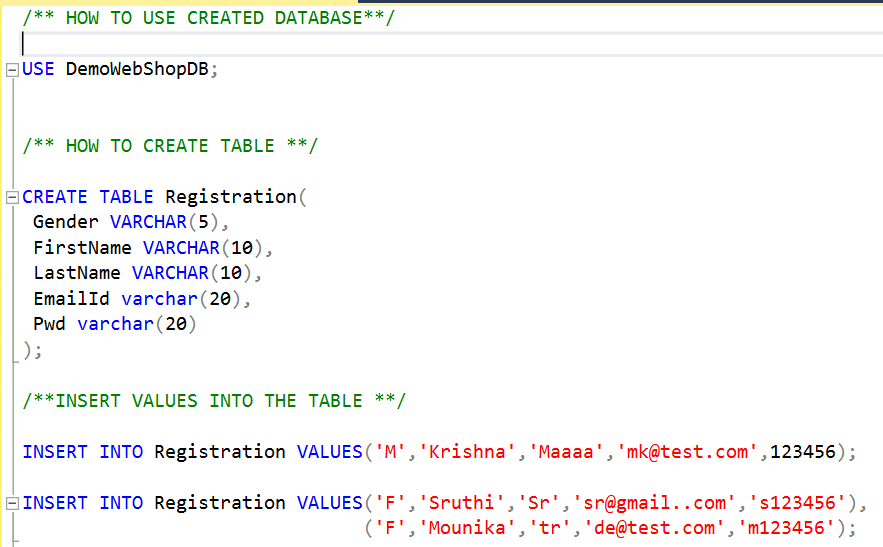 /** HOW TO USE CREATED DATABASE**/
USE DemoWebShopDB;
/** HOW TO CREATE TABLE **/
CREATE TABLE Registration(
Gender VARCHAR(5),
FirstName VARCHAR(10),
LastName VARCHAR(10),
EmailId varchar(20),
Pwd varchar(20)
);
/**INSERT VALUES INTO THE TABLE **/
INSERT INTO Registration VALUES('M','Krishna','Maaaa','mk@test.com',123456);
INSERT INTO Registration VALUES('F','Sruthi','Sr','sr@gmail..com','s123456'),
('F','Mounika','tr','de@test.com','m123456');